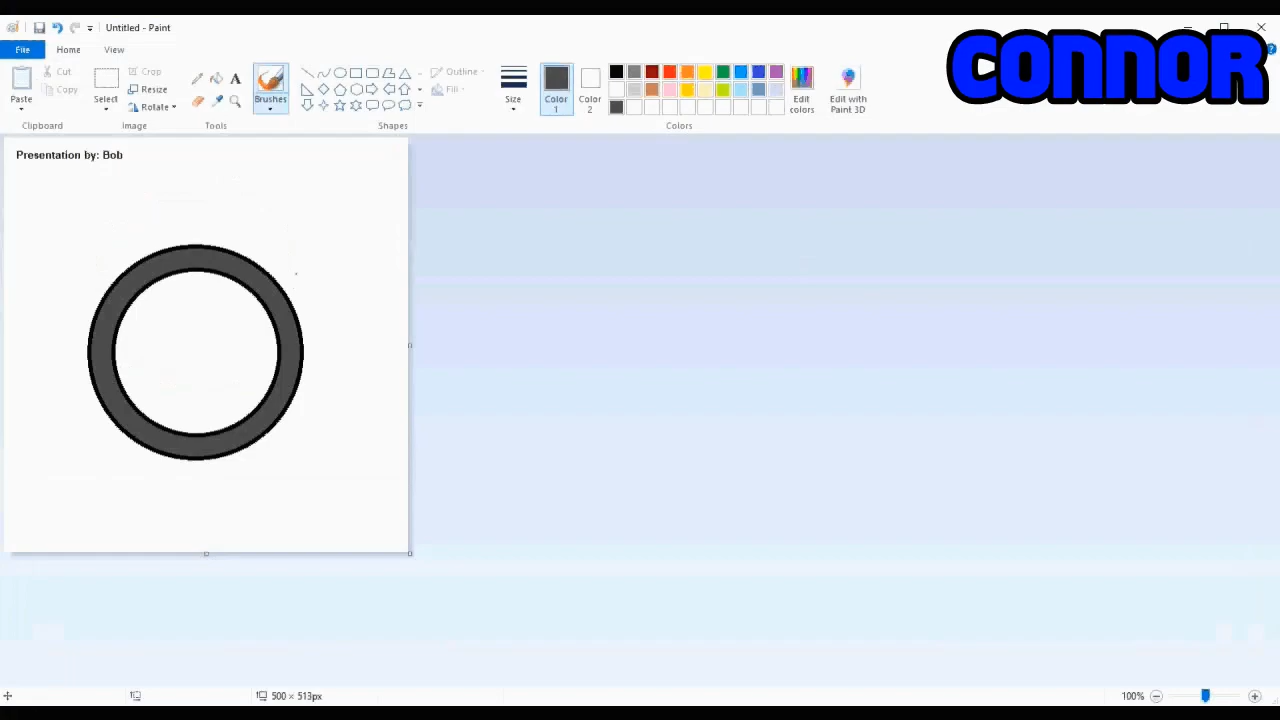 Untitled - Paint
CONNOR
File Home View
Cut
Copy
Paste
Crop
Resize
Rotate
Select
A
Brushes
Outline
Fill
Size
Color 1
Color 2
Edit colors
Edit with Paint 3D
Clipboard Image Tools Shapes Colors
Presentation by: Bob
500 × 513px
100%